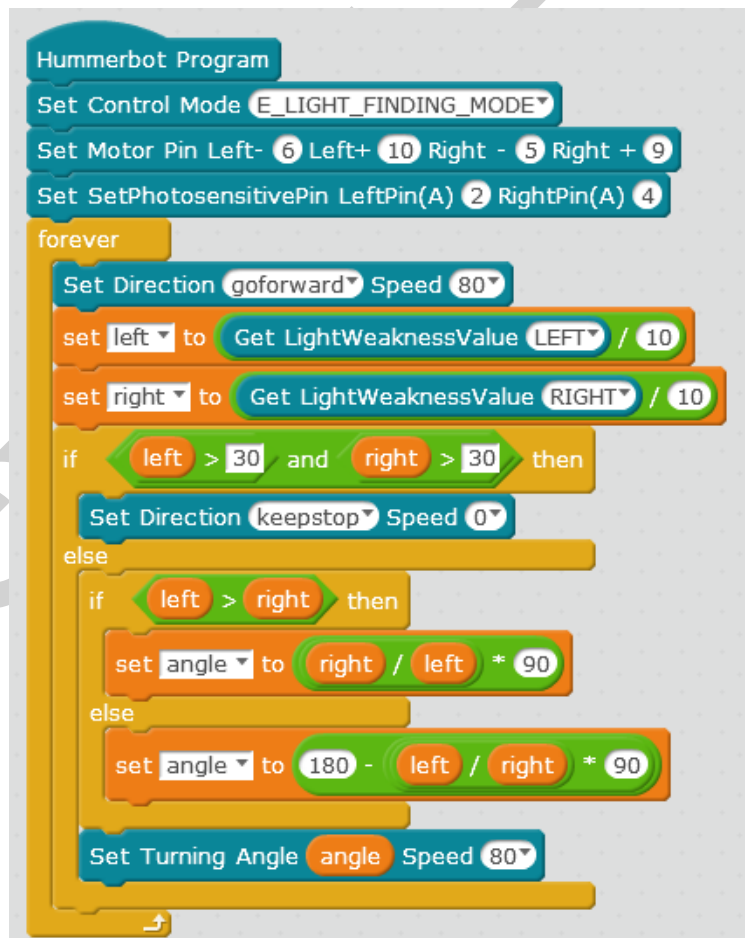 Hummerbot Program
Set Control Mode E_LIGHT_FINDING_MODE
Set Motor Pin Left- 6 Left+ 10 Right - 5 Right + 9
Set SetPhotosensitivePin LeftPin(A) 2 RightPin(A) 4
forever
Set Direction goforward Speed 80
set left to Get LightWeaknessValue LEFT / 10
set right to Get LightWeaknessValue RIGHT / 10
if left > 30 and right > 30 then
Set Direction keepstop Speed 0
else
if left > right then
set angle to right / left * 90
else
set angle to 180 - left / right * 90
Set Turning Angle angle Speed 80